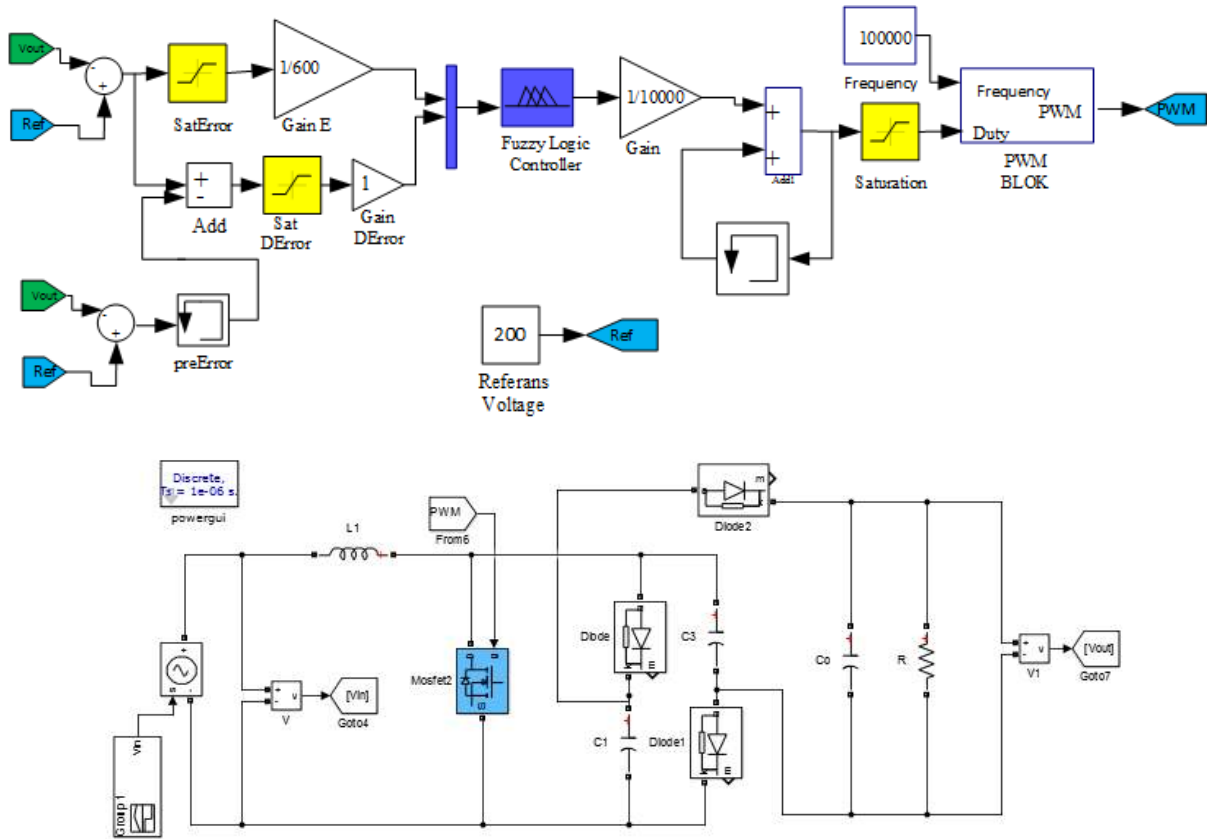 Vout
-
+
Ref
SatError
1/600
Gain E
+
-
Add
Sat
DError
1
Gain
DError
Vout
-
+
Ref
preError
Fuzzy Logic
Controller
1/10000
Gain
+
+
Add1
100000
Frequency
Saturation
Frequency
PWM
Duty
PWM
BLOK
PWM
200
Referans
Voltage
Ref
Discrete,
Ts = 1e-06 s.
powergui
L1
PWM
From6
Diode2
m
Mosfet2
g
D
S
Diode
k
m
C3
C1
Diode1
k
m
Co
R
+
-
v
V1
[Vout]
Goto7
+
-
s
+
-
v
V
[Vin]
Goto4
Vin
Group 1